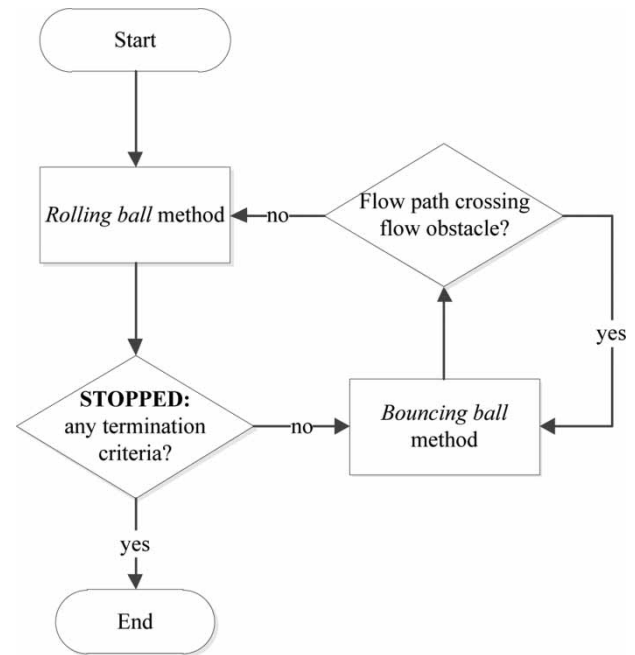 Start
Rolling ball method
no
Flow path crossing
flow obstacle?
yes
STOPPED:
any termination
criteria?
no
Bouncing ball
method
yes
End